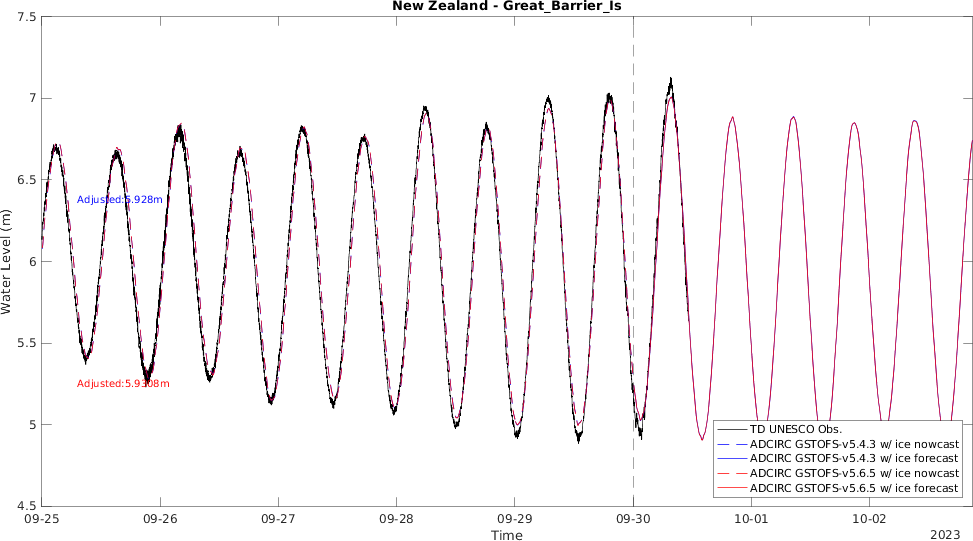 New Zealand - Great_Barrier_Is
7.5
7
6.5
6
5.5
5
4.5
Water Level (m)
Adjusted:5.928m
Adjusted:5.9308m
TD UNESCO Obs.
ADCIRC GSTOFS-v5.4.3 w/ ice nowcast
ADCIRC GSTOFS-v5.4.3 w/ ice forecast
ADCIRC GSTOFS-v5.6.5 w/ ice nowcast
ADCIRC GSTOFS-v5.6.5 w/ ice forecast
09-25 09-26 09-27 09-28 09-29 09-30 10-01 10-02
Time
2023